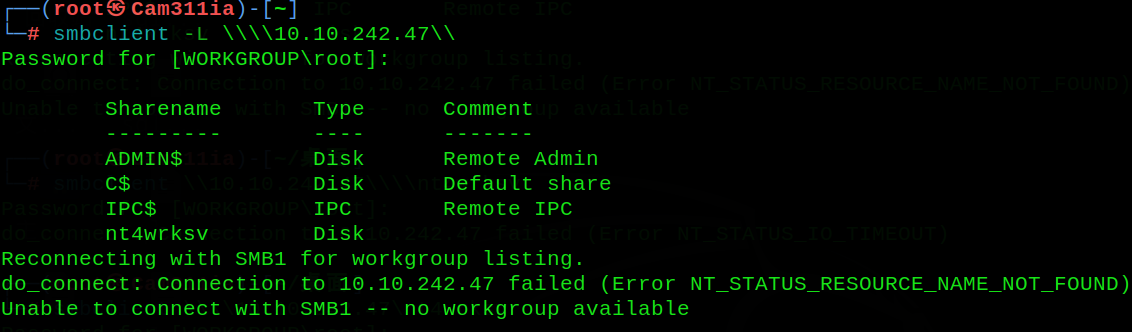 ┌──(root㉿Cam311ia)-[~]
└─# smbclient -L \\\\10.10.242.47\\
Password for [WORKGROUP\root]:
Sharename Type Comment
--------- ---- -------
ADMIN$ Disk Remote Admin
C$ Disk Default share
IPC$ IPC Remote IPC
nt4wrksv Disk
Reconnecting with SMB1 for workgroup listing.
do_connect: Connection to 10.10.242.47 failed (Error NT_STATUS_RESOURCE_NAME_NOT_FOUND)
Unable to connect with SMB1 -- no workgroup available